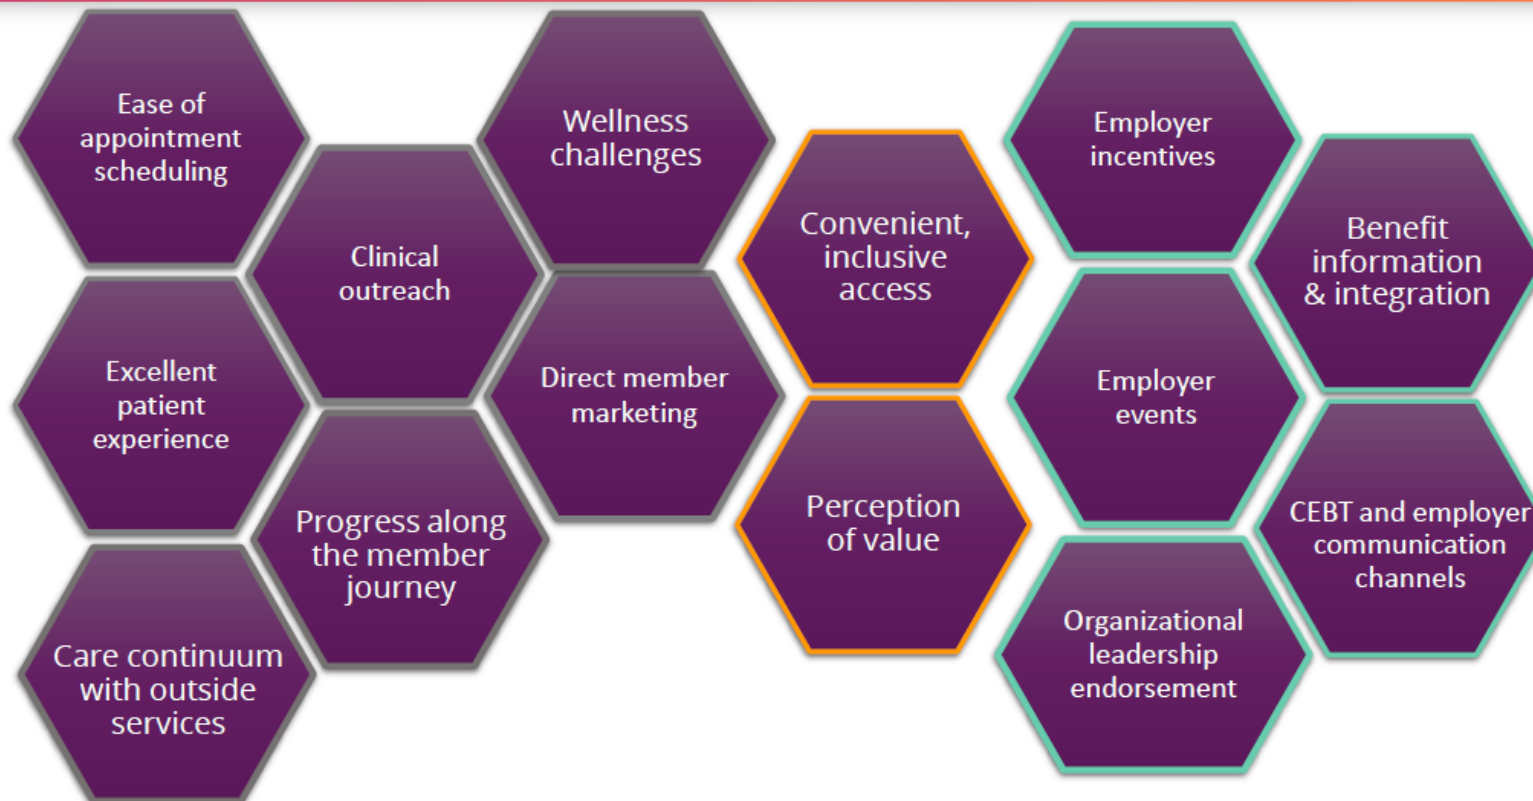 Ease of
appointment
scheduling
Clinical
outreach
Wellness
challenges
Excellent
patient
experience
Direct member
marketing
Progress along
the member
journey
Care continuum
with outside
services
Convenient,
inclusive
access
Perception
of value
Employer
incentives
Benefit
information
& integration
Employer
events
CEBT and employer
communication
channels
Organizational
leadership
endorsement